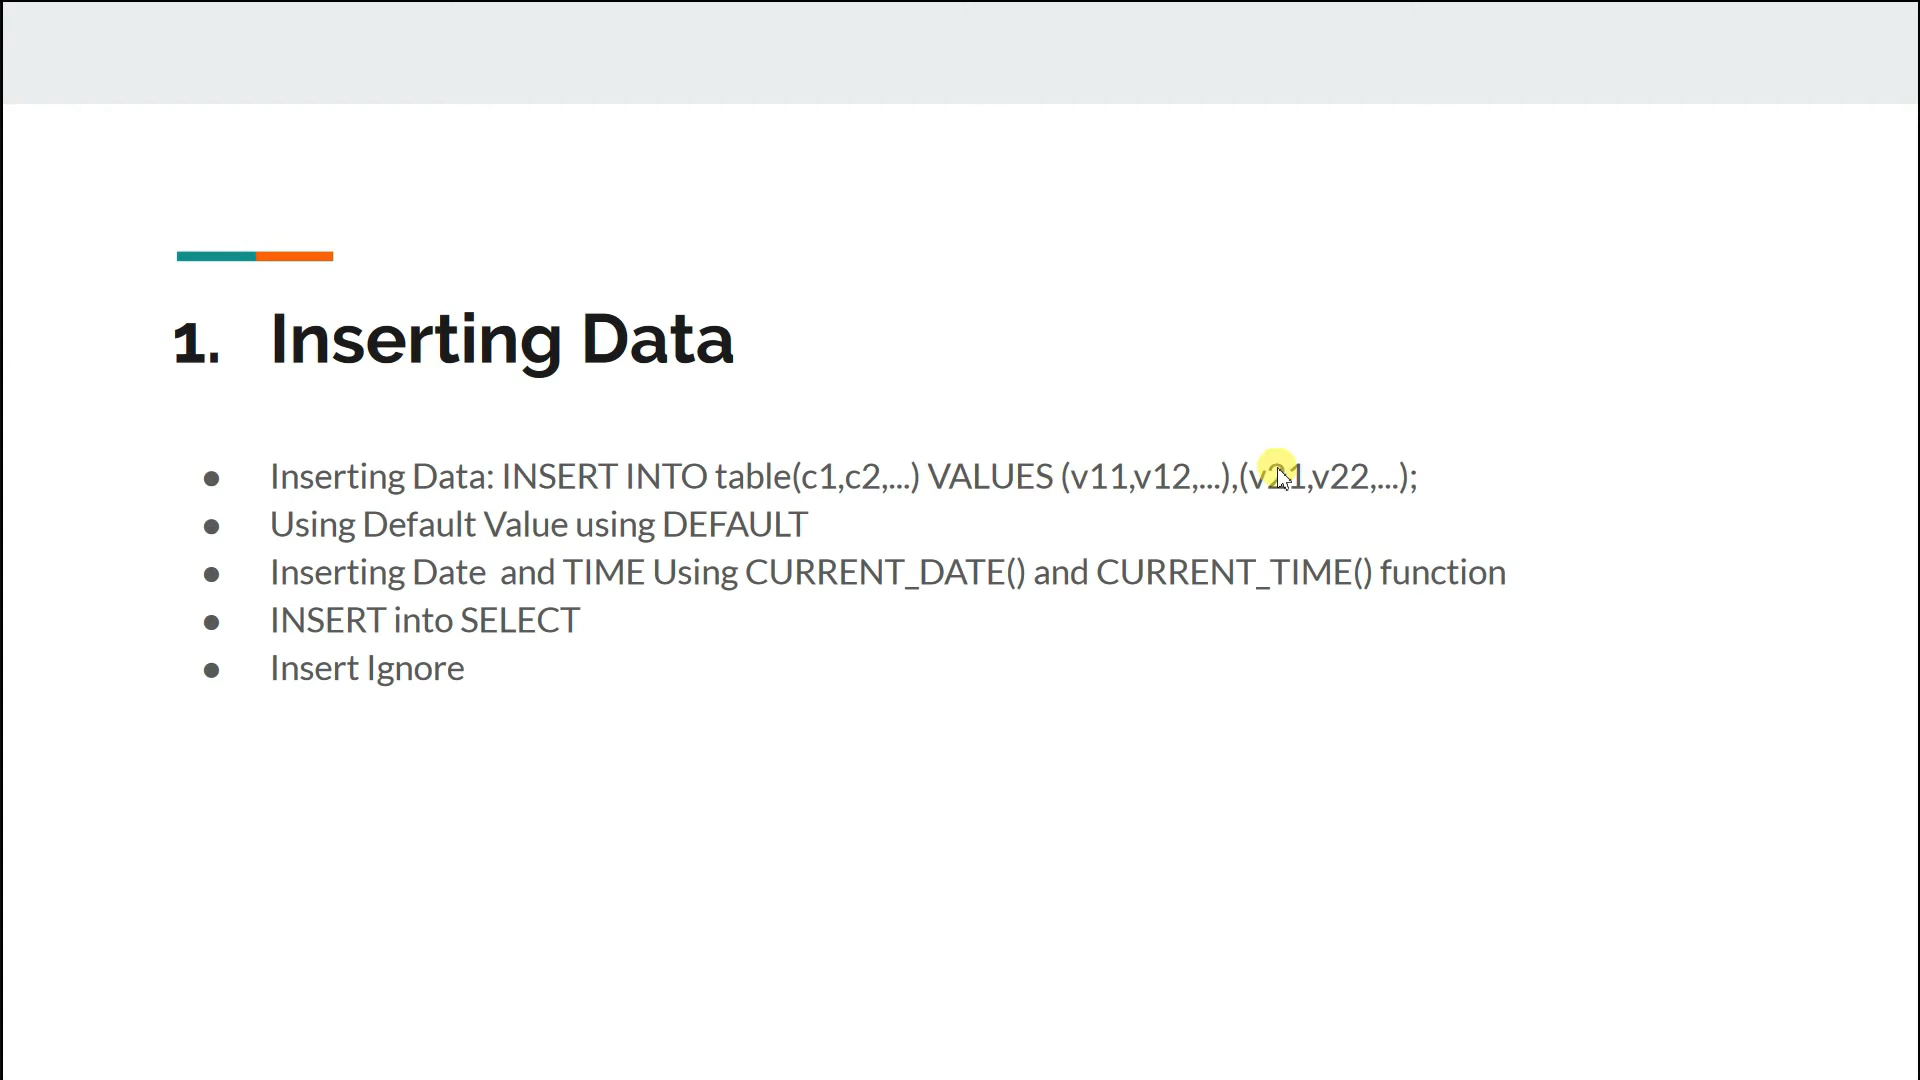 1. Inserting Data
● Inserting Data: INSERT INTO table(c1,c2,...) VALUES (v11,v12,...),(v21,v22,...);
● Using Default Value using DEFAULT
● Inserting Date and TIME Using CURRENT_DATE() and CURRENT_TIME() function
● INSERT into SELECT
● Insert Ignore